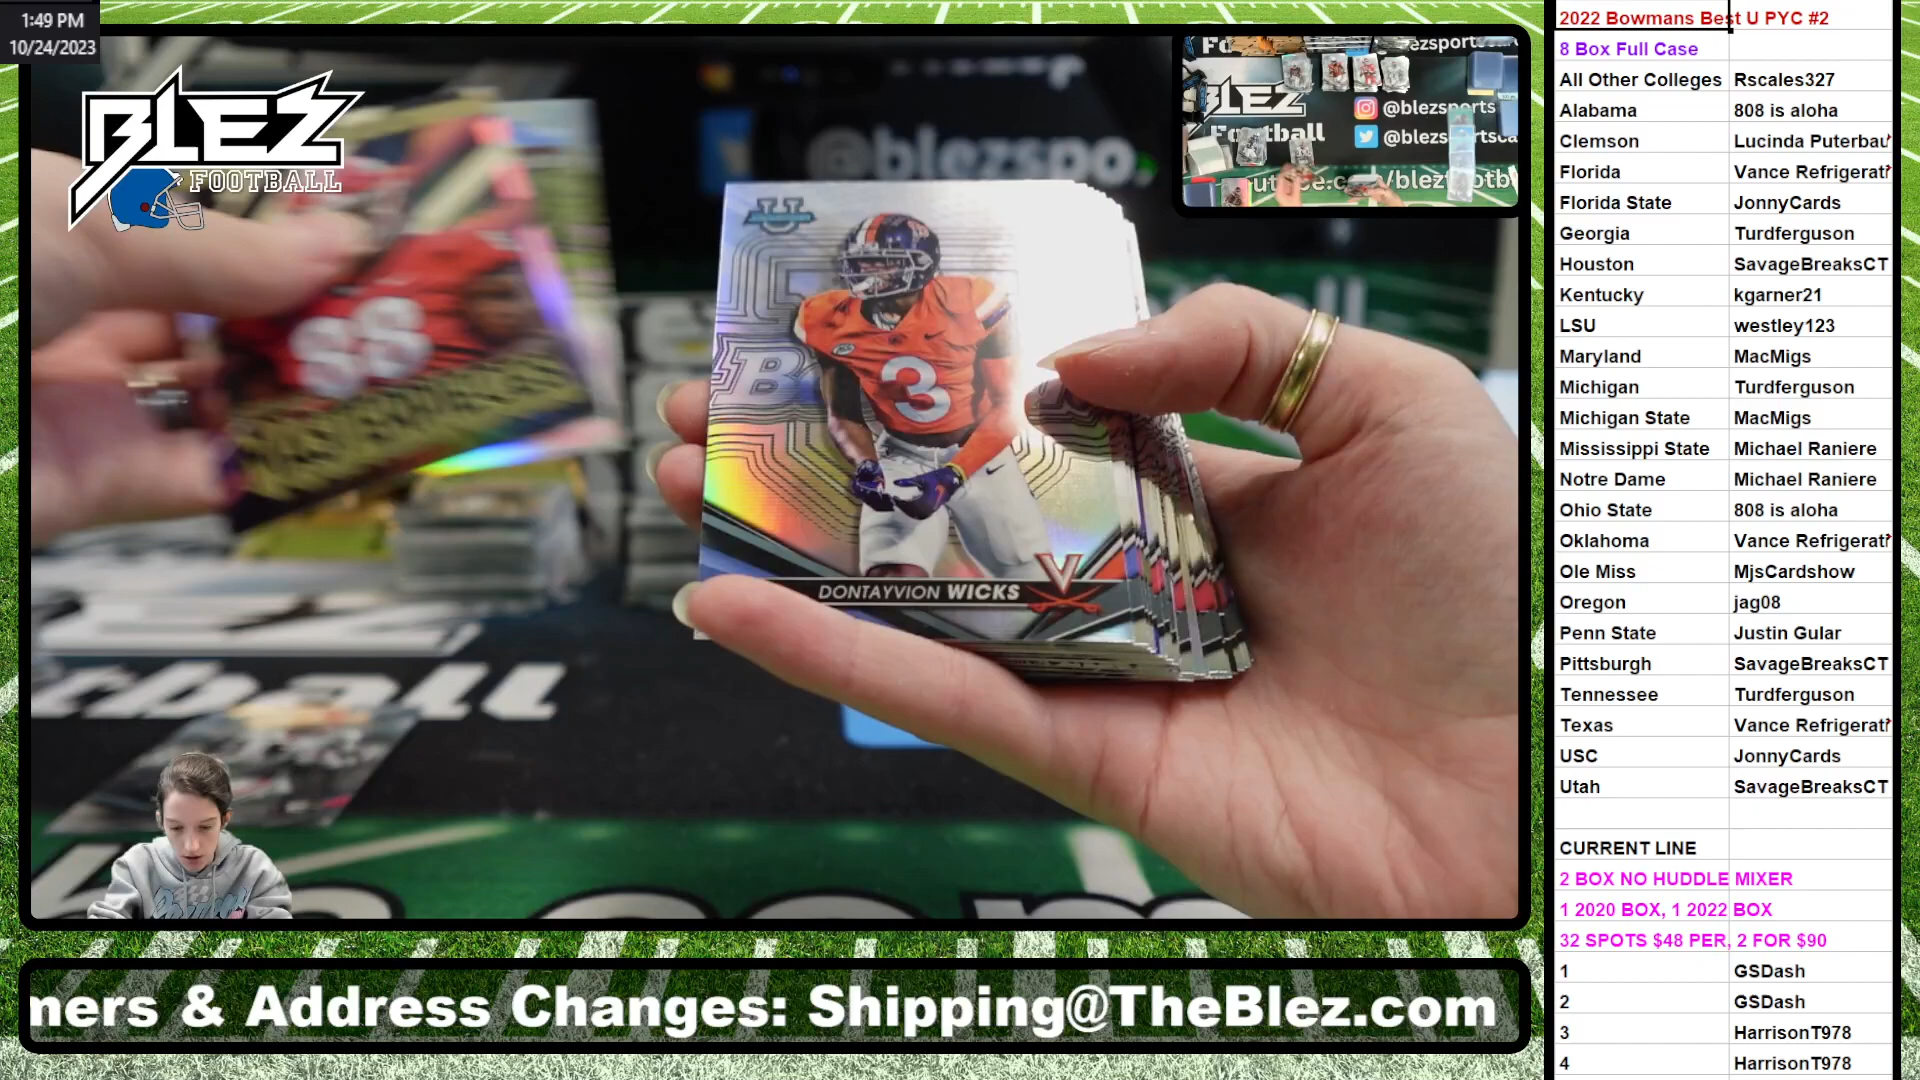 1:49 PM
10/24/2023
BLEZ
FOOTBALL
@blezspo
U
3
DONTAYVION WICKS
88
BLEZ
Football
@blezsports
@blezsportsca
ners & Address Changes: Shipping@TheBlez.com
2022 Bowmans Best U PYC #2
8 Box Full Case
All Other Colleges Rscales327
Alabama 808 is aloha
Clemson Lucinda Puterbau
Florida Vance Refrigerat
Florida State JonnyCards
Georgia Turdferguson
Houston SavageBreaksCT
Kentucky kgarner21
LSU westley123
Maryland MacMigs
Michigan Turdferguson
Michigan State MacMigs
Mississippi State Michael Raniere
Notre Dame Michael Raniere
Ohio State 808 is aloha
Oklahoma Vance Refrigerat
Ole Miss MjsCardshow
Oregon jag08
Penn State Justin Gular
Pittsburgh SavageBreaksCT
Tennessee Turdferguson
Texas Vance Refrigerat
USC JonnyCards
Utah SavageBreaksCT
CURRENT LINE
2 BOX NO HUDDLE MIXER
1 2020 BOX, 1 2022 BOX
32 SPOTS $48 PER, 2 FOR $90
1 GSDash
2 GSDash
3 HarrisonT978
4 HarrisonT978